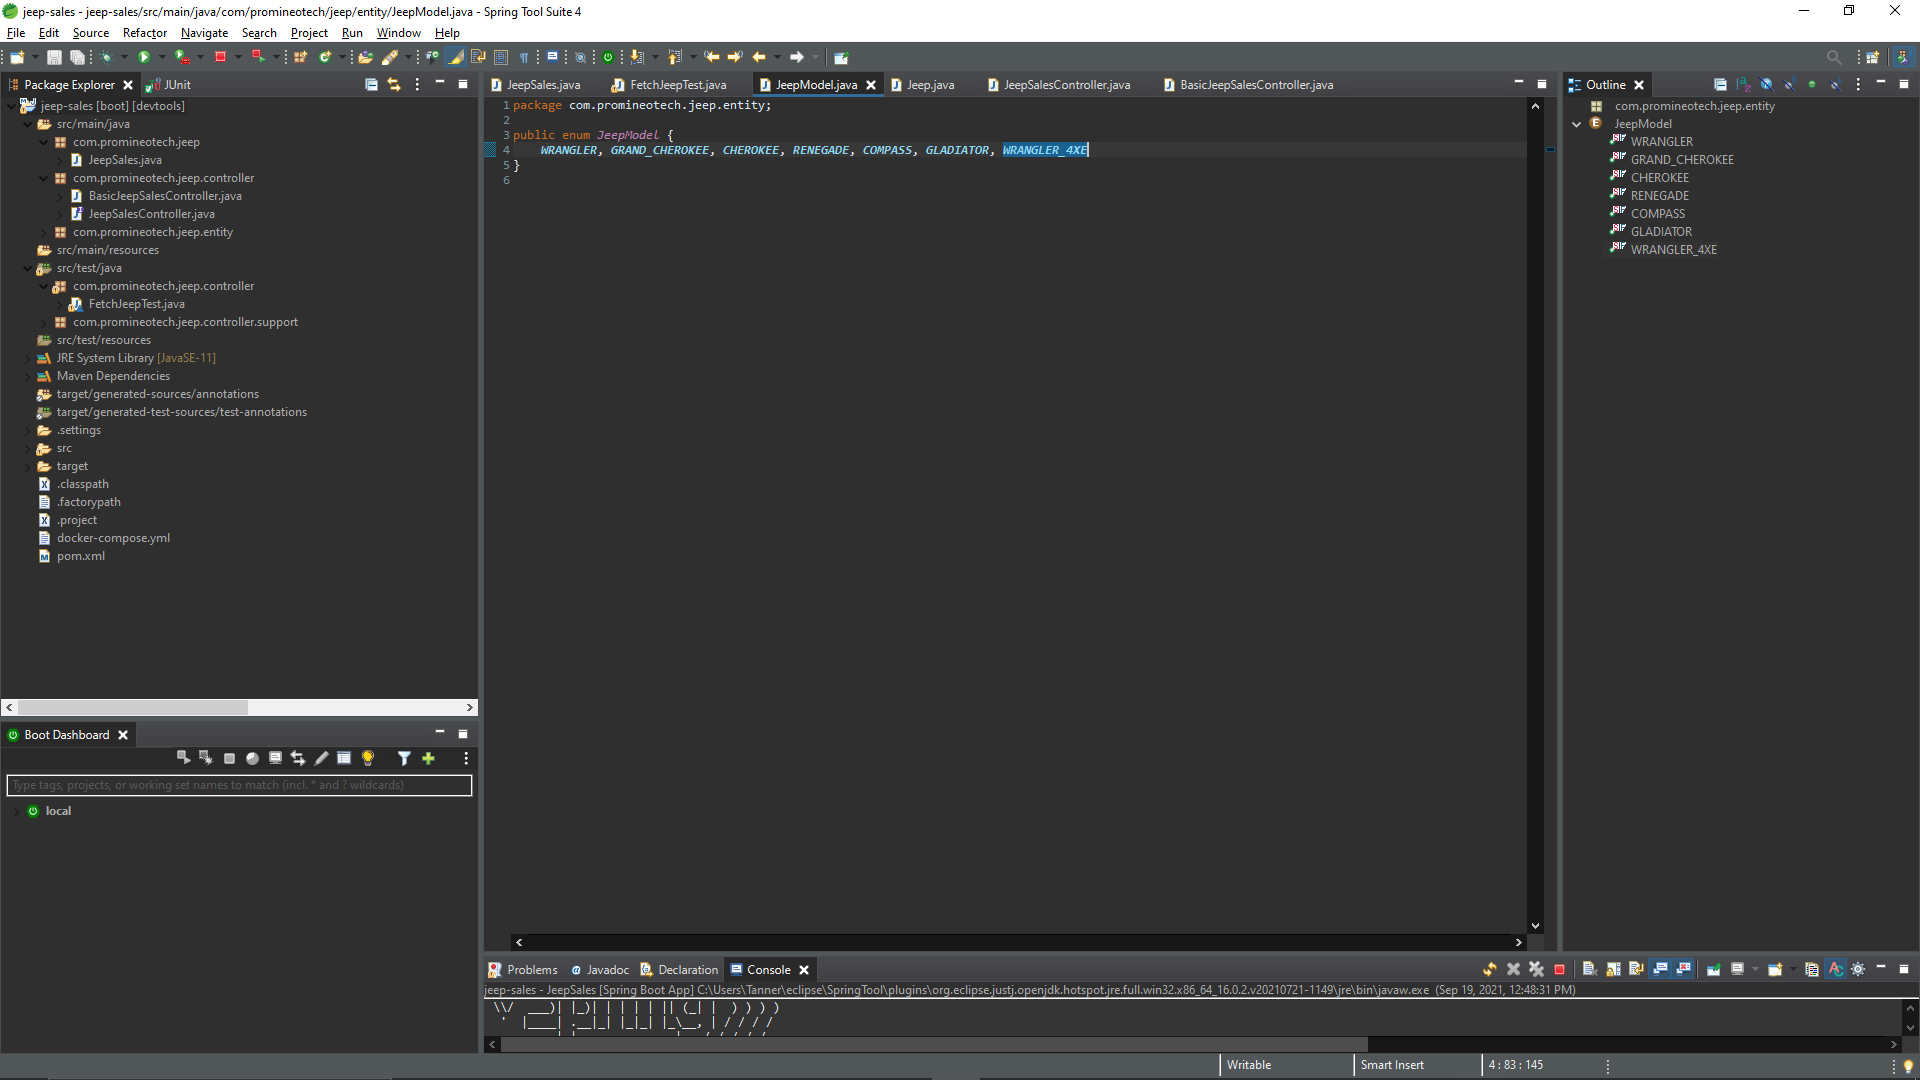 jeep-sales - jeep-sales/src/main/java/com/promineotech/jeep/entity/JeepModel.java - Spring Tool Suite 4
File Edit Source Refactor Navigate Search Project Run Window Help
Package Explorer JUnit
jeep-sales [boot] [devtools]
src/main/java
com.promineotech.jeep
JeepSales.java
com.promineotech.jeep.controller
BasicJeepSalesController.java
JeepSalesController.java
com.promineotech.jeep.entity
src/main/resources
src/test/java
com.promineotech.jeep.controller
FetchJeepTest.java
com.promineotech.jeep.controller.support
src/test/resources
JRE System Library [JavaSE-11]
Maven Dependencies
target/generated-sources/annotations
target/generated-test-sources/test-annotations
.settings
src
target
.classpath
.factorypath
.project
docker-compose.yml
pom.xml
Boot Dashboard
Type tags, projects, or working set names to match (incl. * and ? wildcards)
local
JeepSales.java FetchJeepTest.java JeepModel.java Jeep.java JeepSalesController.java BasicJeepSalesController.java
1 package com.promineotech.jeep.entity;
2
3 public enum JeepModel {
4 WRANGLER, GRAND_CHEROKEE, CHEROKEE, RENEGADE, COMPASS, GLADIATOR, WRANGLER_4XE
5 }
6
Outline
com.promineotech.jeep.entity
JeepModel
WRANGLER
GRAND_CHEROKEE
CHEROKEE
RENEGADE
COMPASS
GLADIATOR
WRANGLER_4XE
Problems Javadoc Declaration Console
jeep-sales - JeepSales [Spring Boot App] C:\Users\Tanner\eclipse\SpringTool\plugins\org.eclipse.justj.openjdk.hotspot.jre.full.win32.x86_64_16.0.2.v20210721-1149\jre\bin\javaw.exe (Sep 19, 2021, 12:48:31 PM)
\\/  ___)| |_)| | | | | || (_| |  ) ) ) )
'  |____| .__|_| |_|_| |_\__, | / / / /
Writable Smart Insert 4 : 83 : 145